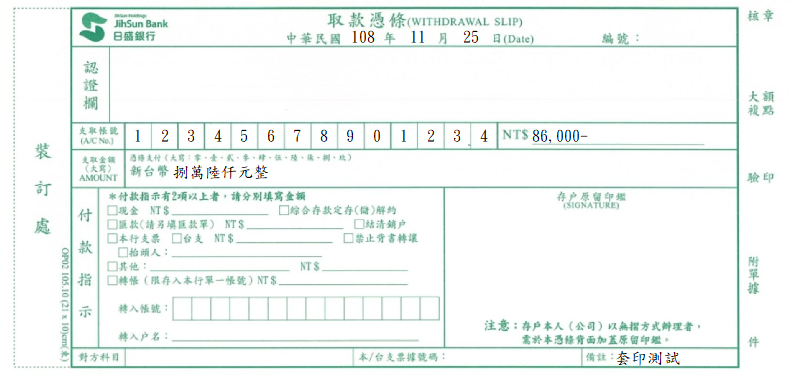 JihSun Holdings
JihSun Bank
日盛銀行
取款憑條(WITHDRAWAL SLIP)
中華民國 108 年 11 月 25 日(Date) 編號：
核章
認證欄
大額複點
支取帳號 (A/C No.) 1 2 3 4 5 6 7 8 9 0 1 2 3 4 NT$ 86,000-
支取金額 (大寫) AMOUNT
憑條支付(大寫：零、壹、貳、參、肆、伍、陸、柒、捌、玖)
新台幣 捌萬陸仟元整
驗印
裝訂處
付款指示
＊付款指示有2項以上者，請分別填寫金額
□現金 NT$ □綜合存款定存(儲)解約
□匯款(請另填匯款單) NT$ □結清銷戶
□本行支票 □台支 NT$ □禁止背書轉讓
□抬頭人：
□其他： NT$
□轉帳(限存入本行單一帳號) NT$
轉入帳號：
轉入戶名：
存戶原留印鑑
(SIGNATURE)
注意：存戶本人（公司）以無摺方式辦理者，
需於本憑條背面加蓋原留印鑑。
附單據 件
OP02 105.10 (21 x 10)cm(支)
對方科目 本/台支票據號碼： 備註：套印測試